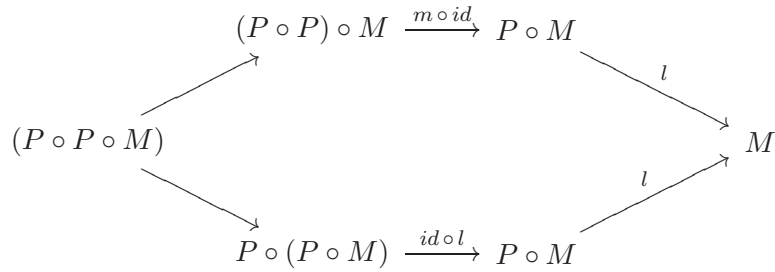 (P ∘ P) ∘ M m ∘ id P ∘ M
l
(P ∘ P ∘ M) M
l
P ∘ (P ∘ M) id ∘ l P ∘ M